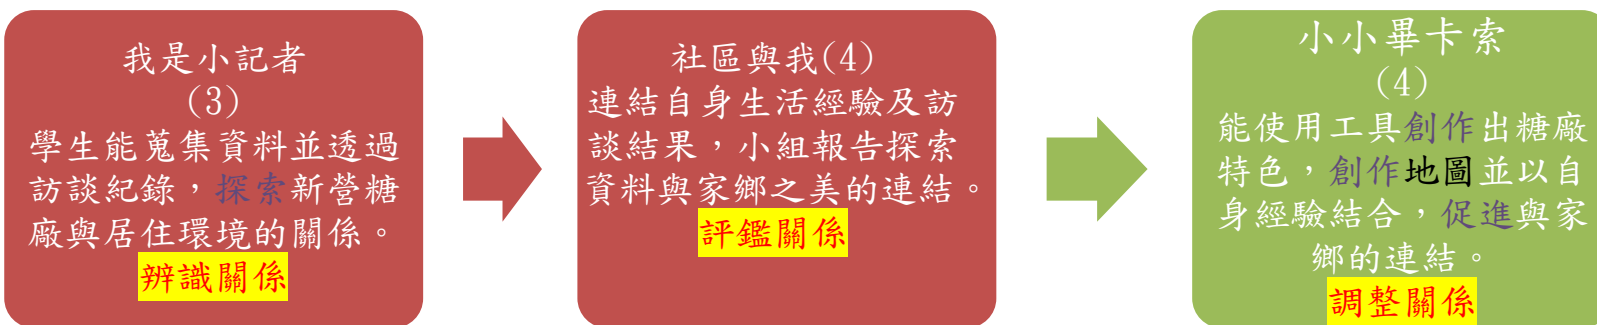 我是小記者
(3)
學生能蒐集資料並透過
訪談紀錄，探索新營糖
廠與居住環境的關係。
辨識關係
社區與我(4)
連結自身生活經驗及訪
談結果，小組報告探索
資料與家鄉之美的連結。
評鑑關係
小小畢卡索
(4)
能使用工具創作出糖廠
特色，創作地圖並以自
身經驗結合，促進與家
鄉的連結。
調整關係